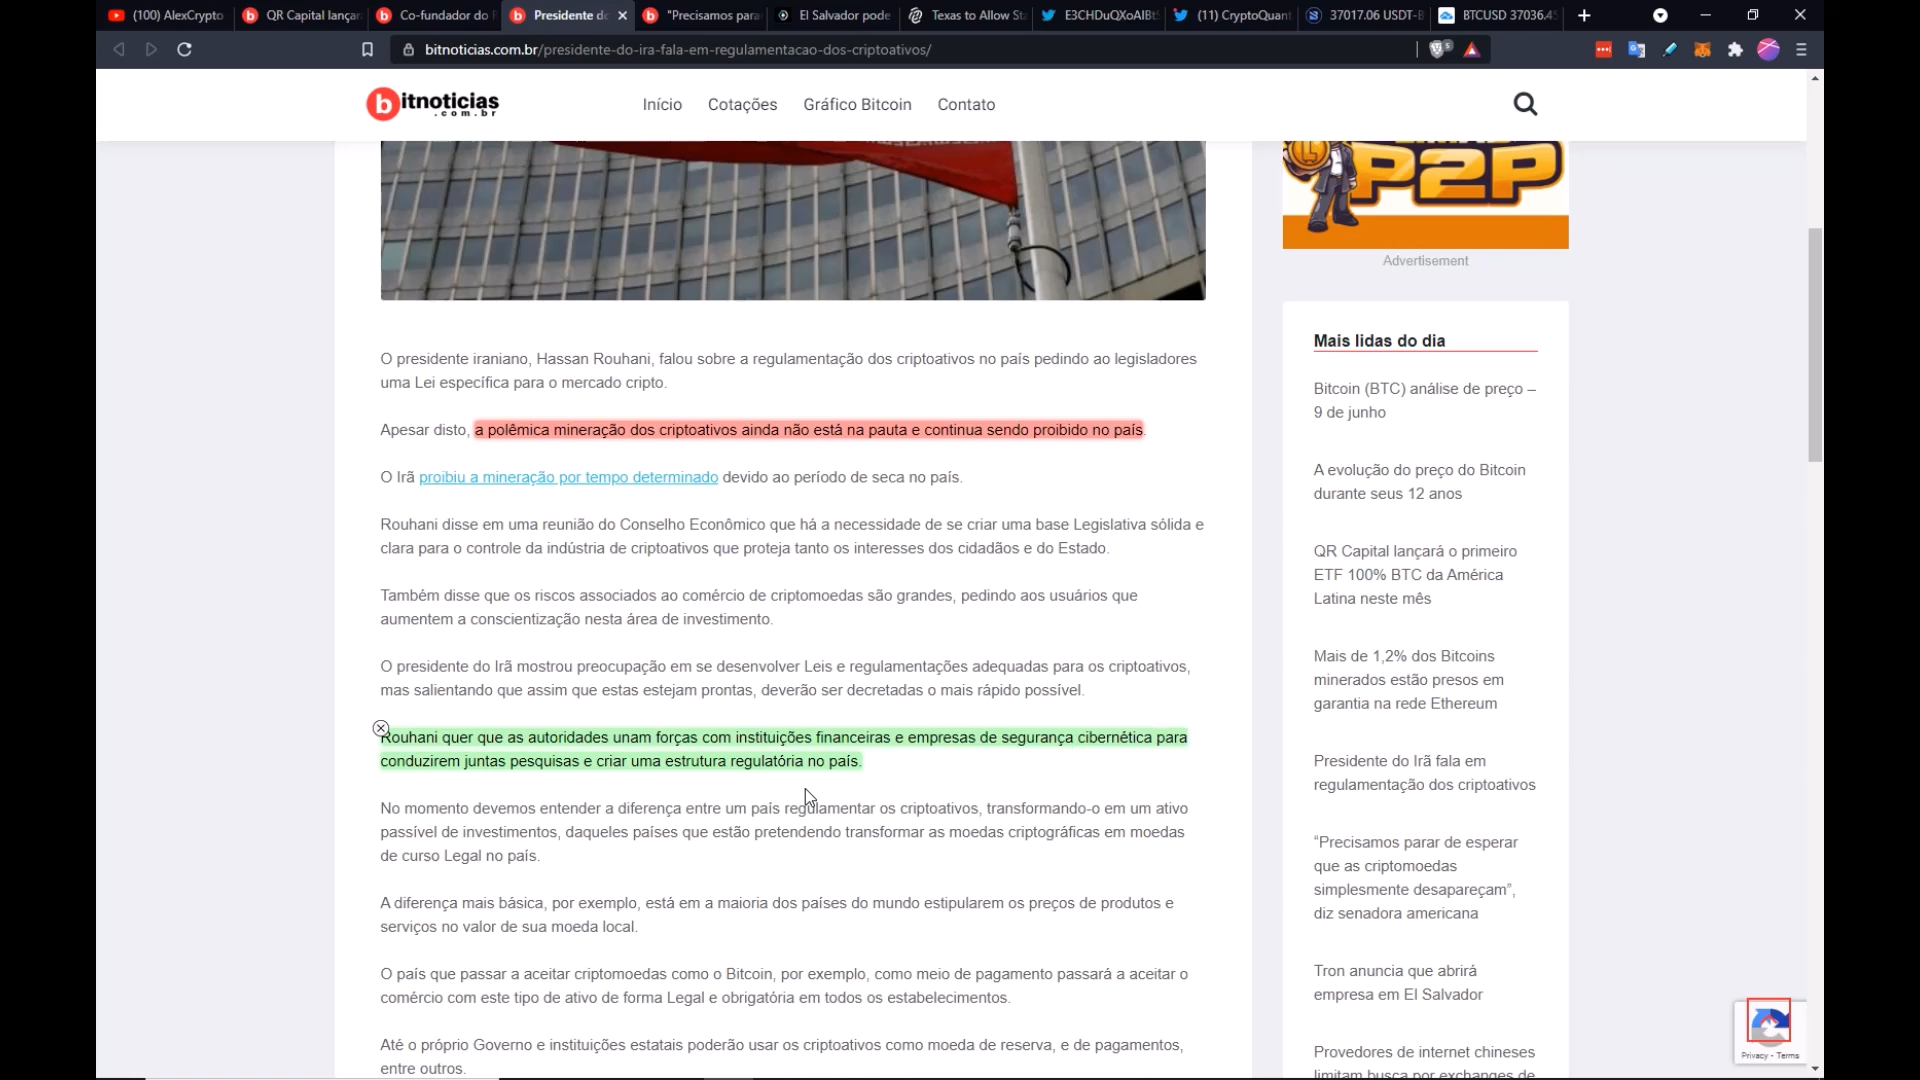 (100) AlexCrypto
QR Capital lançar
Co-fundador do
Presidente do
"Precisamos para
El Salvador pode
Texas to Allow St
E3CHDuQXoAIBt
(11) CryptoQuant
37017.06 USDT-B
BTCUSD 37036.4
bitnoticias.com.br/presidente-do-ira-fala-em-regulamentacao-dos-criptoativos/
bitnoticias
.com.br
Início
Cotações
Gráfico Bitcoin
Contato
P2P
Advertisement
O presidente iraniano, Hassan Rouhani, falou sobre a regulamentação dos criptoativos no país pedindo ao legisladores
uma Lei específica para o mercado cripto.
Apesar disto, a polêmica mineração dos criptoativos ainda não está na pauta e continua sendo proibido no país.
O Irã proibiu a mineração por tempo determinado devido ao período de seca no país.
Rouhani disse em uma reunião do Conselho Econômico que há a necessidade de se criar uma base Legislativa sólida e
clara para o controle da indústria de criptoativos que proteja tanto os interesses dos cidadãos e do Estado.
Também disse que os riscos associados ao comércio de criptomoedas são grandes, pedindo aos usuários que
aumentem a conscientização nesta área de investimento.
O presidente do Irã mostrou preocupação em se desenvolver Leis e regulamentações adequadas para os criptoativos,
mas salientando que assim que estas estejam prontas, deverão ser decretadas o mais rápido possível.
Rouhani quer que as autoridades unam forças com instituições financeiras e empresas de segurança cibernética para
conduzirem juntas pesquisas e criar uma estrutura regulatória no país.
No momento devemos entender a diferença entre um país regulamentar os criptoativos, transformando-o em um ativo
passível de investimentos, daqueles países que estão pretendendo transformar as moedas criptográficas em moedas
de curso Legal no país.
A diferença mais básica, por exemplo, está em a maioria dos países do mundo estipularem os preços de produtos e
serviços no valor de sua moeda local.
O país que passar a aceitar criptomoedas como o Bitcoin, por exemplo, como meio de pagamento passará a aceitar o
comércio com este tipo de ativo de forma Legal e obrigatória em todos os estabelecimentos.
Até o próprio Governo e instituições estatais poderão usar os criptoativos como moeda de reserva, e de pagamentos,
entre outros.
Mais lidas do dia
Bitcoin (BTC) análise de preço –
9 de junho
A evolução do preço do Bitcoin
durante seus 12 anos
QR Capital lançará o primeiro
ETF 100% BTC da América
Latina neste mês
Mais de 1,2% dos Bitcoins
minerados estão presos em
garantia na rede Ethereum
Presidente do Irã fala em
regulamentação dos criptoativos
“Precisamos parar de esperar
que as criptomoedas
simplesmente desapareçam”,
diz senadora americana
Tron anuncia que abrirá
empresa em El Salvador
Provedores de internet chineses
limitam busca por exchanges de
Privacy - Terms